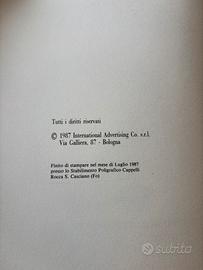 Tutti i diritti riservati
© 1987 International Advertising Co. s.r.l.
Via Galliera, 87 - Bologna
Finito di stampare nel mese di Luglio 1987
presso lo Stabilimento Poligrafico Cappelli
Rocca S. Casciano (Fo)
subito